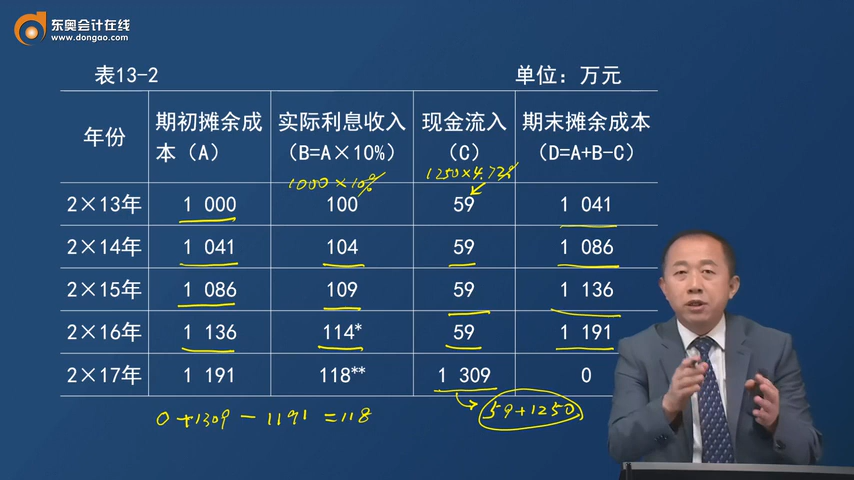 东奥会计在线
www.dongao.com
表13-2 单位：万元
年份 期初摊余成本（A） 实际利息收入（B=A×10%） 现金流入（C） 期末摊余成本（D=A+B-C）
1000×10% 1250×4.72%
2×13年 1 000 100 59 1 041
2×14年 1 041 104 59 1 086
2×15年 1 086 109 59 1 136
2×16年 1 136 114* 59 1 191
2×17年 1 191 118** 1 309 0
0+1309-1191=118 59+1250